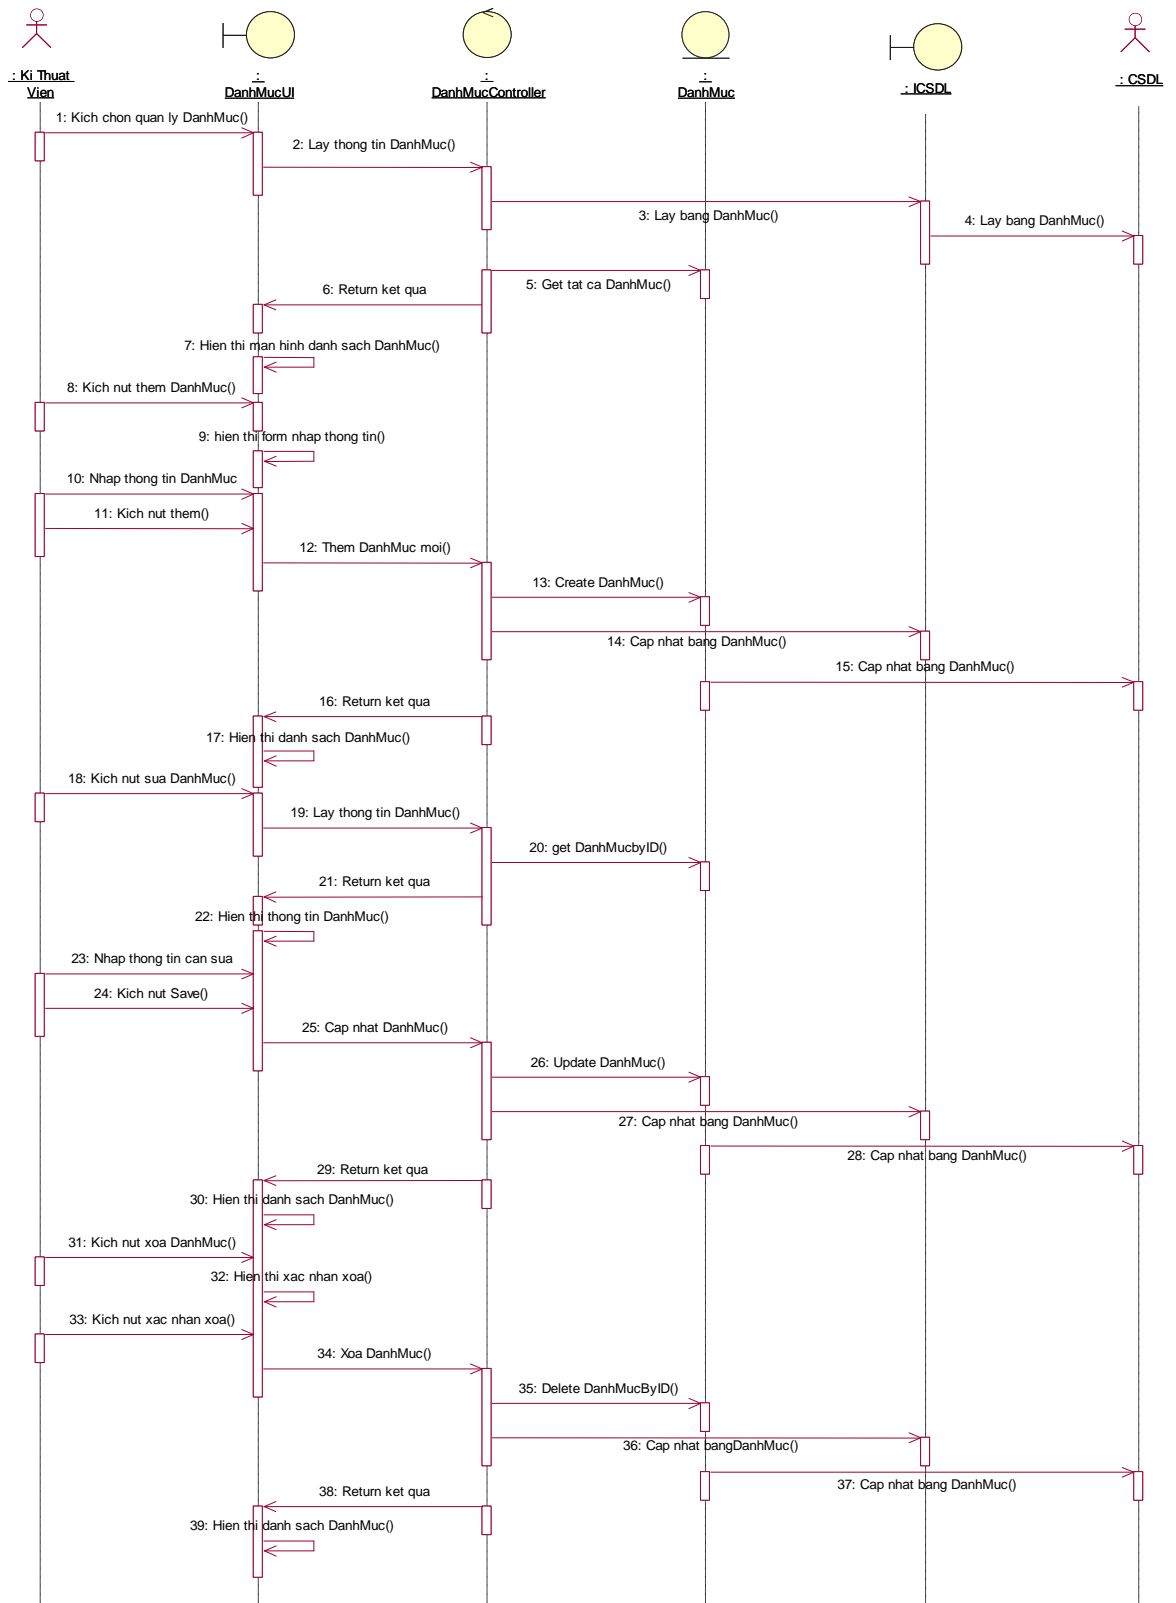 : Ki Thuat
Vien
:
DanhMucUI
:
DanhMucController
:
DanhMuc
: ICSDL
: CSDL
1: Kich chon quan ly DanhMuc()
2: Lay thong tin DanhMuc()
3: Lay bang DanhMuc()
4: Lay bang DanhMuc()
5: Get tat ca DanhMuc()
6: Return ket qua
7: Hien thi man hinh danh sach DanhMuc()
8: Kich nut them DanhMuc()
9: hien thi form nhap thong tin()
10: Nhap thong tin DanhMuc
11: Kich nut them()
12: Them DanhMuc moi()
13: Create DanhMuc()
14: Cap nhat bang DanhMuc()
15: Cap nhat bang DanhMuc()
16: Return ket qua
17: Hien thi danh sach DanhMuc()
18: Kich nut sua DanhMuc()
19: Lay thong tin DanhMuc()
20: get DanhMucbyID()
21: Return ket qua
22: Hien thi thong tin DanhMuc()
23: Nhap thong tin can sua
24: Kich nut Save()
25: Cap nhat DanhMuc()
26: Update DanhMuc()
27: Cap nhat bang DanhMuc()
28: Cap nhat bang DanhMuc()
29: Return ket qua
30: Hien thi danh sach DanhMuc()
31: Kich nut xoa DanhMuc()
32: Hien thi xac nhan xoa()
33: Kich nut xac nhan xoa()
34: Xoa DanhMuc()
35: Delete DanhMucByID()
36: Cap nhat bangDanhMuc()
37: Cap nhat bang DanhMuc()
38: Return ket qua
39: Hien thi danh sach DanhMuc()